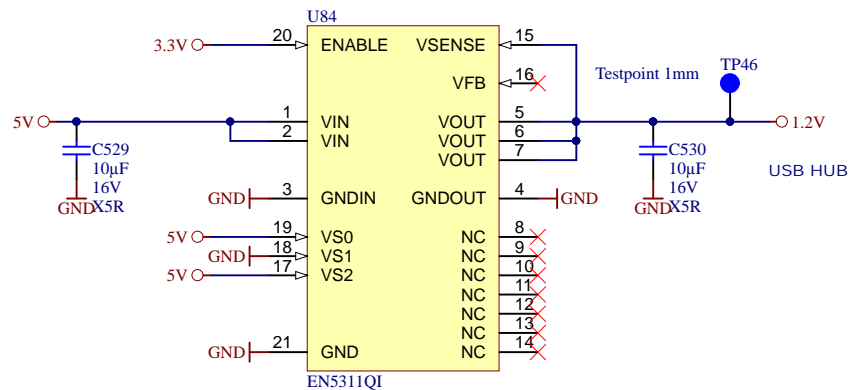 U84
3.3V
20
ENABLE
VSENSE
15
TP46
Testpoint 1mm
VFB
16
5V
1
VIN
VOUT
5
1.2V
2
VIN
VOUT
6
VOUT
7
C529
10µF
16V
X5R
GND
C530
10µF
16V
X5R
GND
USB HUB
GND
3
GNDIN
GNDOUT
4
GND
5V
19
VS0
NC
8
GND
18
VS1
NC
9
5V
17
VS2
NC
10
NC
11
NC
12
NC
13
GND
21
GND
NC
14
EN5311QI